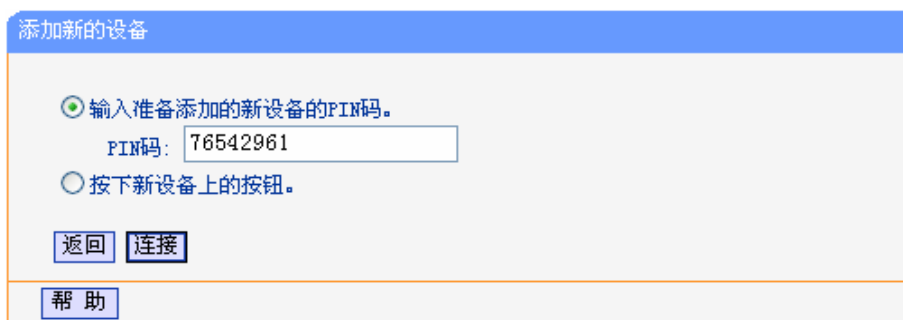 添加新的设备
输入准备添加的新设备的PIN码。
PIN码: 76542961
按下新设备上的按钮。
返回 连接
帮 助